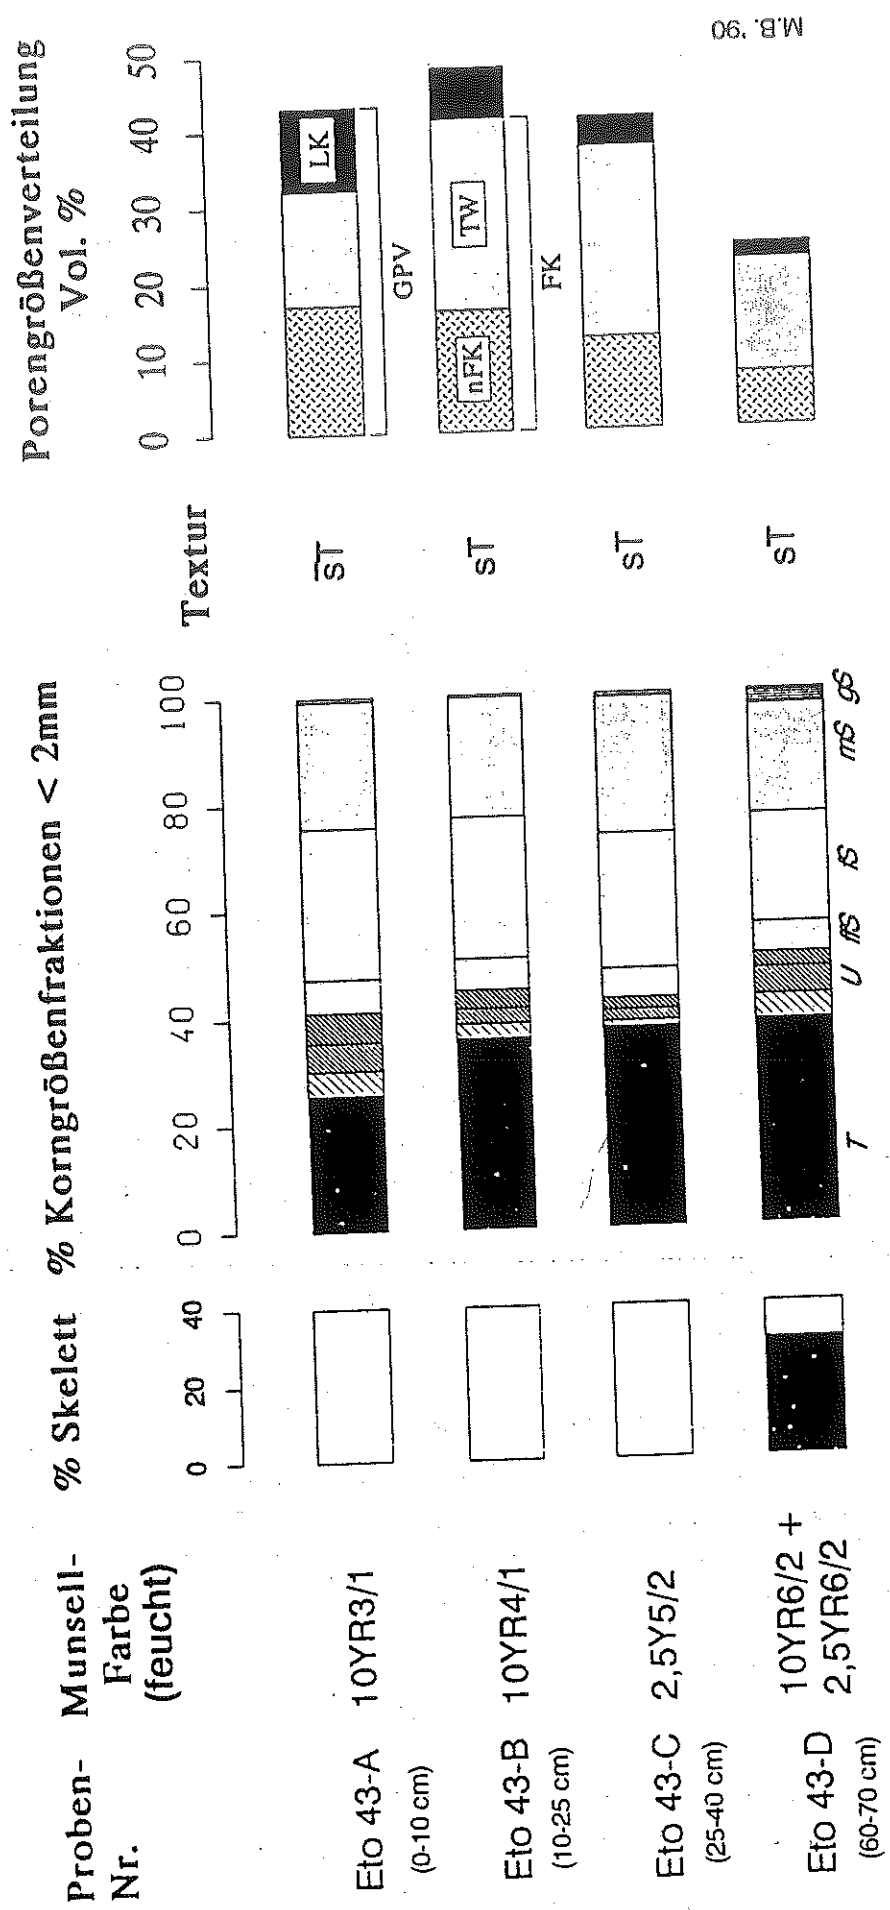 Proben-
Nr.
Munsell-
Farbe
(feucht)
% Skelett
% Korngrößenfraktionen < 2mm
Textur
Porengrößenverteilung
Vol. %
0 20 40
0 20 40 60 80 100
0 10 20 30 40 50
Eto 43-A
(0-10 cm)
10YR3/1
s̅T̅
LK
GPV
Eto 43-B
(10-25 cm)
10YR4/1
sT̅
nFK TW
FK
Eto 43-C
(25-40 cm)
2,5Y5/2
sT̅
Eto 43-D
(60-70 cm)
10YR6/2 +
2,5YR6/2
sT̅
T U ffS fS mS gS
M.B. '90